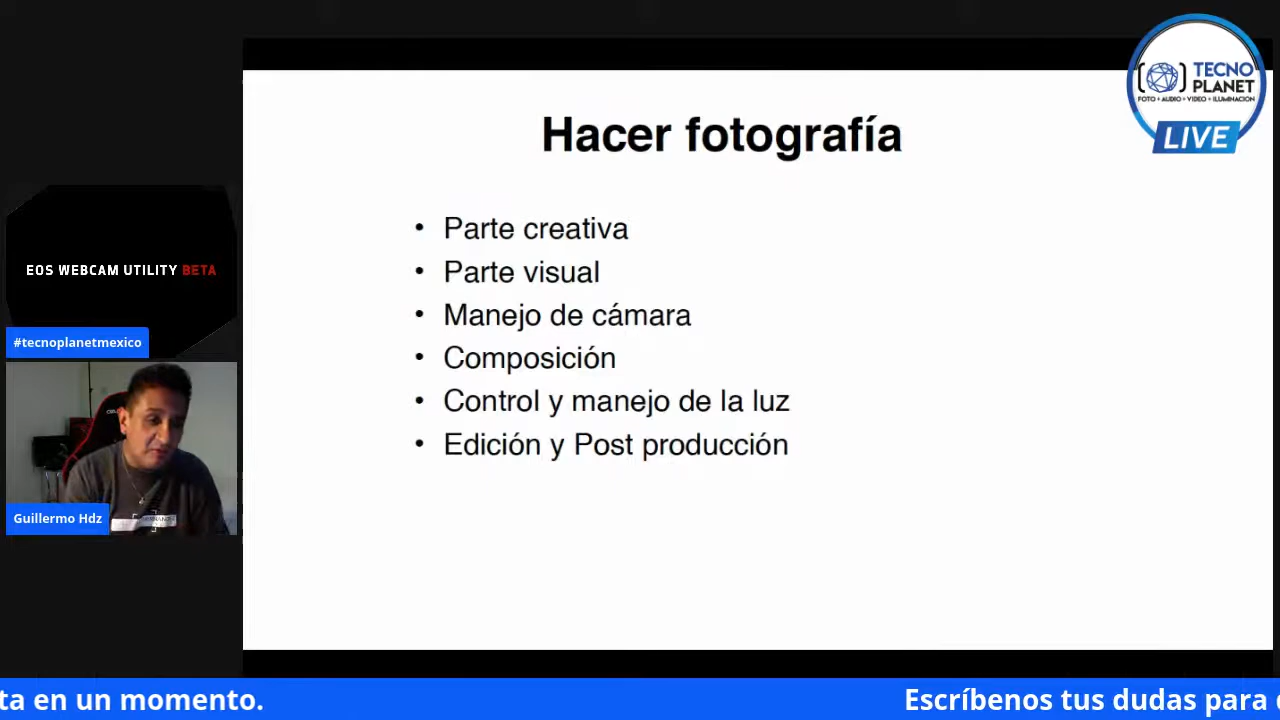 TECNO
PLANET
FOTO + AUDIO + VIDEO + ILUMINACION
LIVE
Hacer fotografía
• Parte creativa
• Parte visual
• Manejo de cámara
• Composición
• Control y manejo de la luz
• Edición y Post producción
EOS WEBCAM UTILITY BETA
#tecnoplanetmexico
Guillermo Hdz
ta en un momento.
Escríbenos tus dudas para